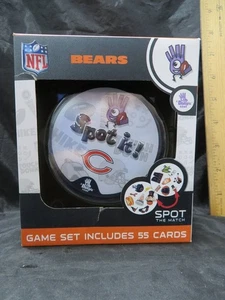 NFL
BEARS
Spot it!
C
SPOT
THE MATCH
GAME SET INCLUDES 55 CARDS